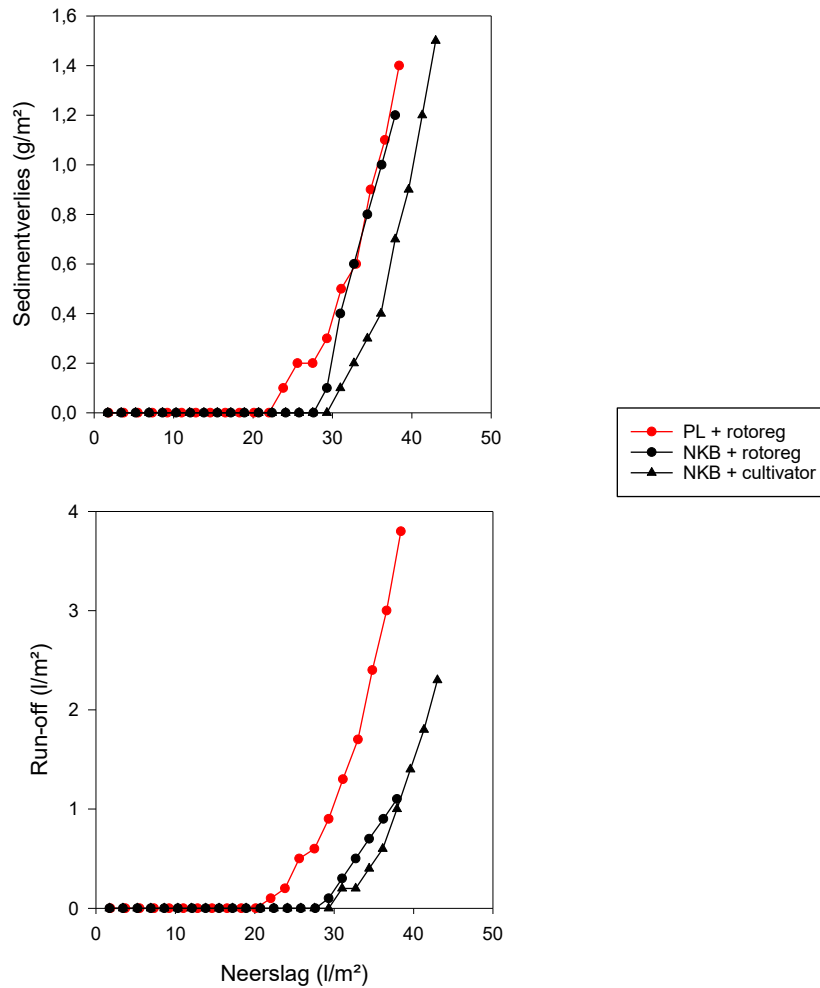 1,6
1,4
1,2
1,0
0,8
0,6
0,4
0,2
0,0
Sedimentverlies (g/m²)
0 10 20 30 40 50
PL + rotoreg
NKB + rotoreg
NKB + cultivator
4
3
2
1
0
Run-off (l/m²)
0 10 20 30 40 50
Neerslag (l/m²)